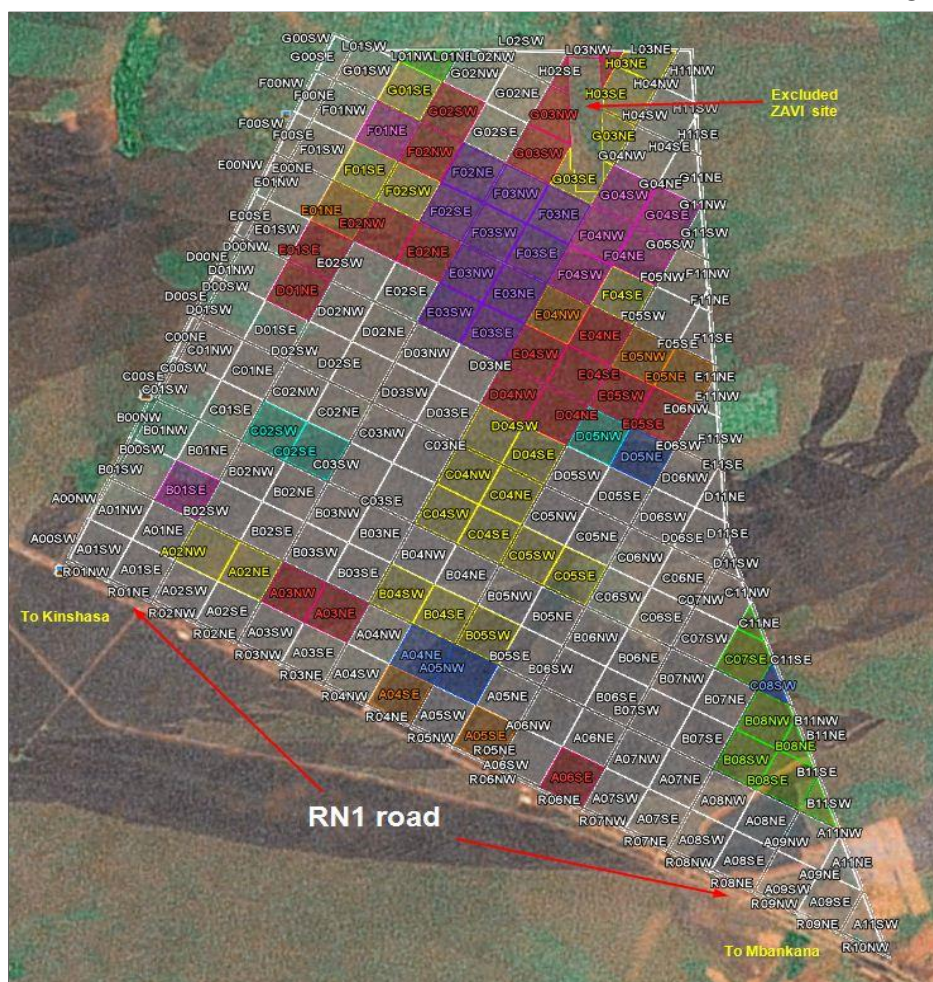 G00SW
L01SW
L02SW
L03NW
L03NE
G00SE
L01NW
L01NE
L02NW
H03NE
G01SW
G02NW
H02SE
H04NW
H11NW
F00NW
G01SE
G02NE
H03SE
Excluded
ZAVI site
F00NE
F01NW
G02SW
G03NW
H04SW
H11SW
F00SW
F00SE
F01NE
G02SE
G03NE
H11SE
F01SW
F02NW
G03SW
G04NW
H04SE
E00NW
E00NE
F01SE
F02NE
G03SE
G04NE
G11NE
E01NW
F02SW
F03NW
G04SW
G11NW
E00SE
E01NE
F02SE
F03NE
G04SE
E01SW
E02NW
F03SW
F04NW
G05SW
G11SW
D00NW
E01SE
E02NE
F03SE
F04NE
D00NE
D01NW
E02SW
E03NW
F04SW
F05NW
F11NW
D00SW
D00SE
D01NE
E02SE
E03NE
F04SE
F11NE
D01SW
D02NW
E03SW
E04NW
F05SW
C00NE
D01SE
D02NE
E03SE
E04NE
F05SE
F11SE
C01NW
D02SW
D03NW
E04SW
E05NW
C00SW
C00SE
C01NE
D02SE
D03NE
E04SE
E05NE
E11NE
C01SW
C02NW
D03SW
D04NW
E05SW
E06NW
E11NW
B00NW
C01SE
C02NE
D03SE
D04NE
E05SE
B01NW
C02SW
C03NW
D04SW
D05NW
E06SW
E11SW
B00SW
B01NE
C02SE
C03NE
D04SE
D05NE
E11SE
B01SW
B02NW
C03SW
C04NW
D05SW
D06NW
A00NW
B01SE
B02NE
C03SE
C04NE
D05SE
D11NE
A01NW
B02SW
B03NW
C04SW
C05NW
D06SW
A00SW
A01NE
B02SE
B03NE
C04SE
C05NE
D06SE
D11SE
A01SW
A02NW
B03SW
B04NW
C05SW
C06NW
D11SW
R01NW
A01SE
A02NE
B03SE
B04NE
C05SE
C06NE
R01NE
A02SW
A03NW
B04SW
B05NW
C06SW
C07NW
C11NW
To Kinshasa
R02NW
A02SE
A03NE
B04SE
B05NE
C06SE
C11NE
R02NE
A03SW
A04NW
B05SW
B06NW
C07SW
R03NW
A03SE
A04NE
B05SE
B06NE
C07SE
C11SE
R03NE
A04SW
A05NW
B06SW
B07NW
C08SW
R04NW
A04SE
A05NE
B06SE
B07NE
R04NE
A05SW
A06NW
B07SW
B08NW
B11NW
R05NW
A05SE
A06NE
B07SE
B08NE
B11NE
R05NE
A06SW
A07NW
B08SW
R06NW
A06SE
A07NE
B08SE
B11SE
R06NE
A07SW
A08NW
B11SW
RN1 road
R07NW
A07SE
A08NE
R07NE
A08SW
A09NW
A11NW
R08NW
A08SE
A09NE
A11NE
R08NE
A09SW
R09NW
A09SE
R09NE
A11SW
To Mbankana
R10NW